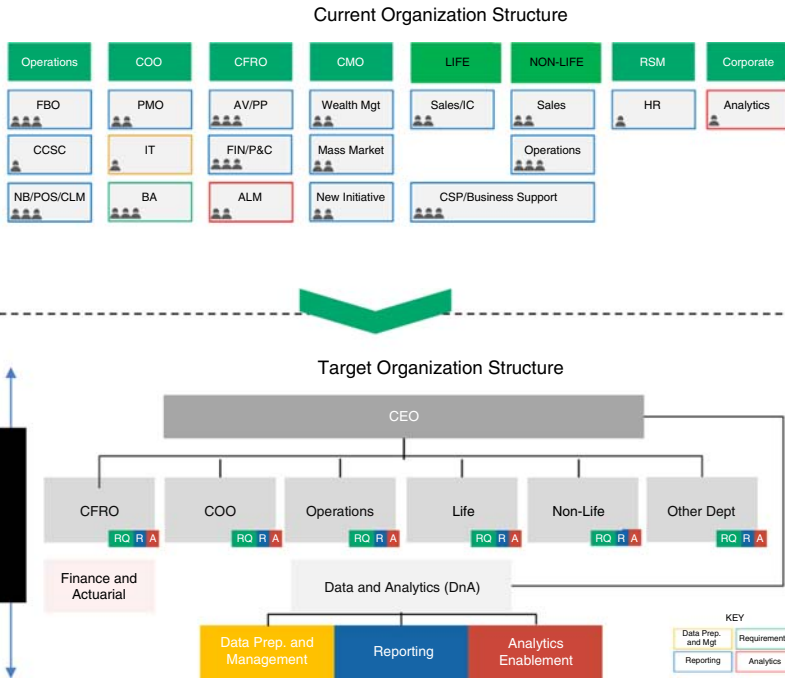 Current Organization Structure
Operations
COO
CFRO
CMO
LIFE
NON-LIFE
RSM
Corporate
FBO
PMO
AV/PP
Wealth Mgt
Sales/IC
Sales
HR
Analytics
CCSC
IT
FIN/P&C
Mass Market
Operations
NB/POS/CLM
BA
ALM
New Initiative
CSP/Business Support
Target Organization Structure
CEO
CFRO
COO
Operations
Life
Non-Life
Other Dept
RQ R A
RQ R A
RQ R A
RQ R A
RQ R A
RQ R A
Finance and
Actuarial
Data and Analytics (DnA)
Data Prep. and
Management
Reporting
Analytics
Enablement
KEY
Data Prep.
and Mgt
Requirement
Reporting
Analytics